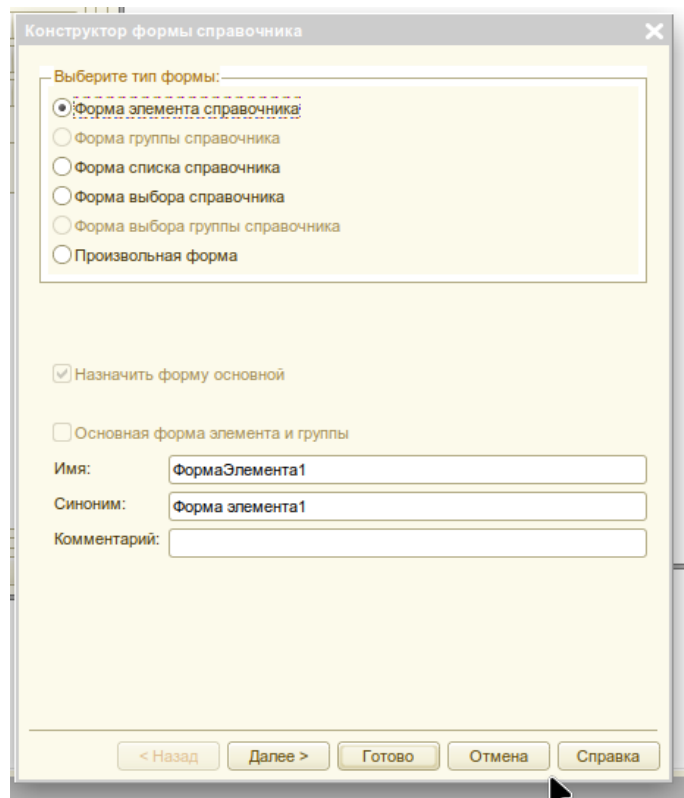 Конструктор формы справочника
Выберите тип формы:
Форма элемента справочника
Форма группы справочника
Форма списка справочника
Форма выбора справочника
Форма выбора группы справочника
Произвольная форма
Назначить форму основной
Основная форма элемента и группы
Имя: ФормаЭлемента1
Синоним: Форма элемента1
Комментарий:
< Назад Далее > Готово Отмена Справка